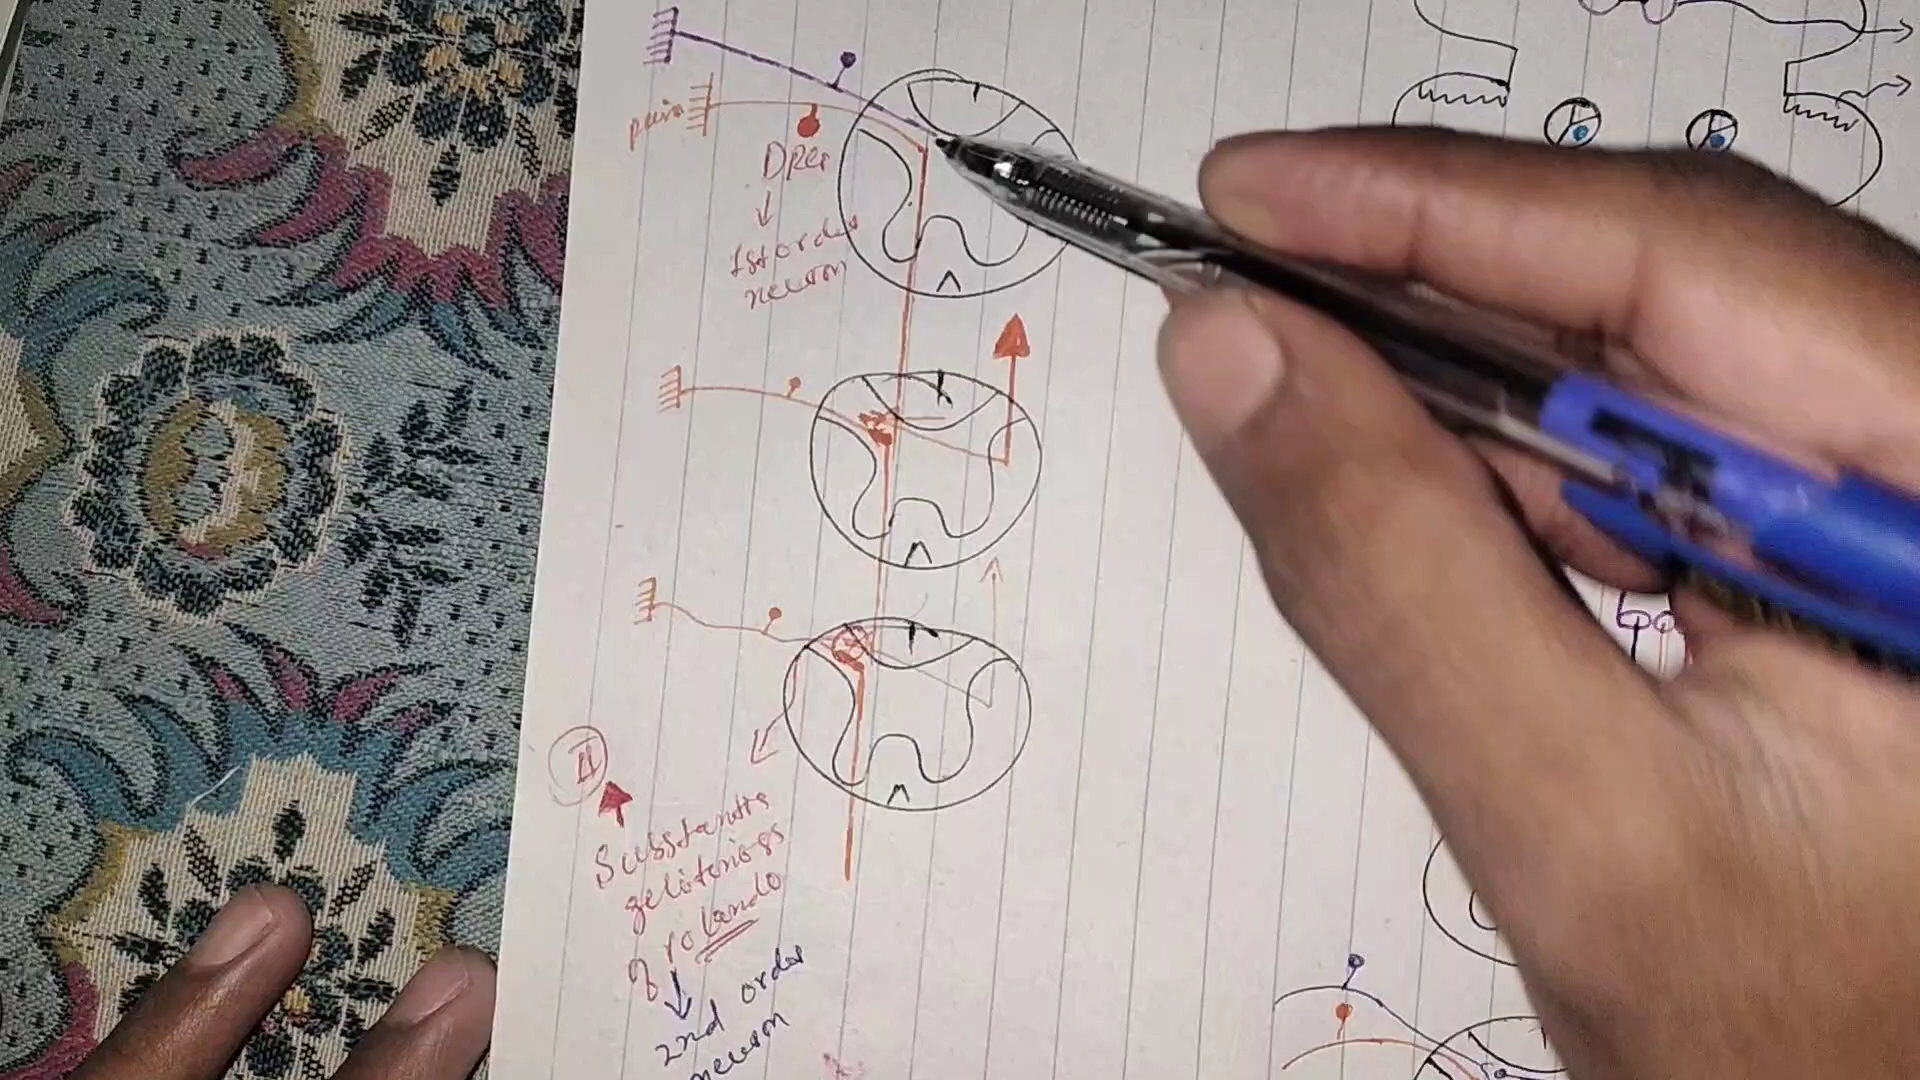 pain
DRG
1st order
neuron
II
Substantia
gelatinosa
of rolando
2nd order
neuron